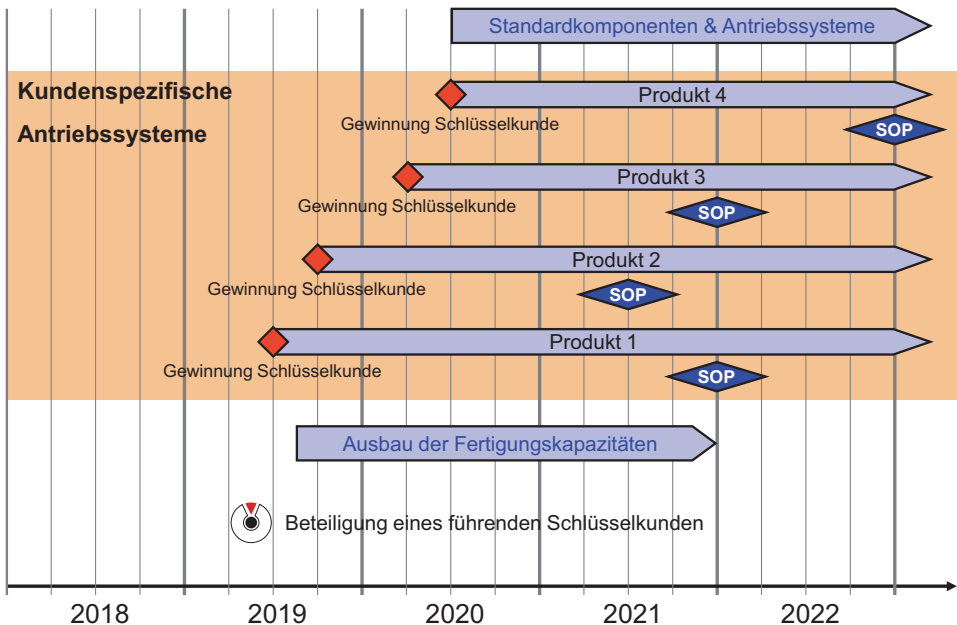 Standardkomponenten & Antriebssysteme
Kundenspezifische
Antriebssysteme
Produkt 4
Gewinnung Schlüsselkunde
SOP
Produkt 3
Gewinnung Schlüsselkunde
SOP
Produkt 2
Gewinnung Schlüsselkunde
SOP
Produkt 1
Gewinnung Schlüsselkunde
SOP
Ausbau der Fertigungskapazitäten
Beteiligung eines führenden Schlüsselkunden
2018 2019 2020 2021 2022